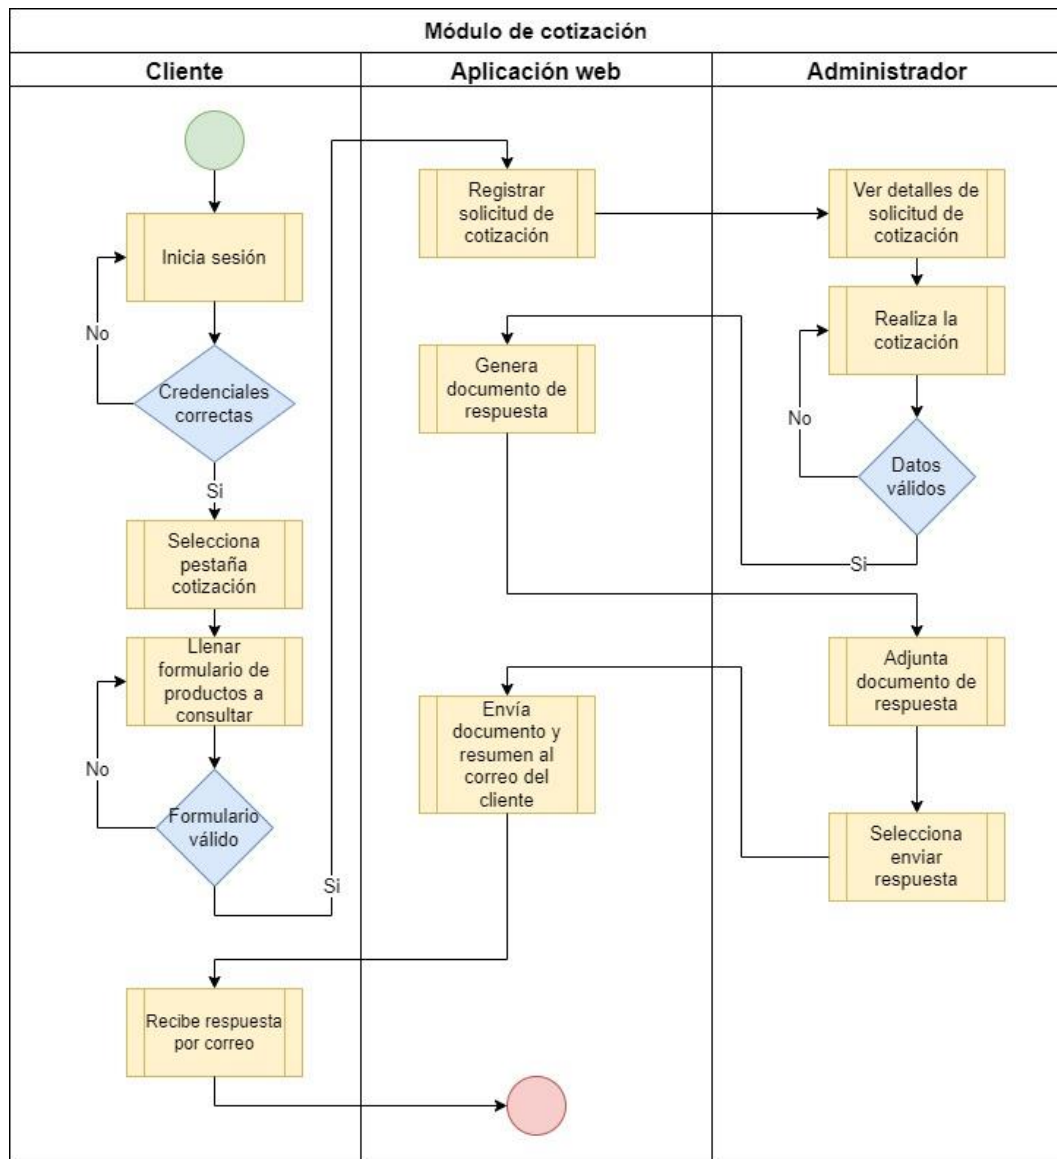 Módulo de cotización
Cliente
Aplicación web
Administrador
Inicia sesión
No
Credenciales
correctas
Si
Selecciona
pestaña
cotización
Llenar
formulario de
productos a
consultar
No
Formulario
válido
Si
Registrar
solicitud de
cotización
Ver detalles de
solicitud de
cotización
Realiza la
cotización
No
Datos
válidos
Si
Genera
documento de
respuesta
Adjunta
documento de
respuesta
Selecciona
enviar
respuesta
Envía
documento y
resumen al
correo del
cliente
Recibe respuesta
por correo